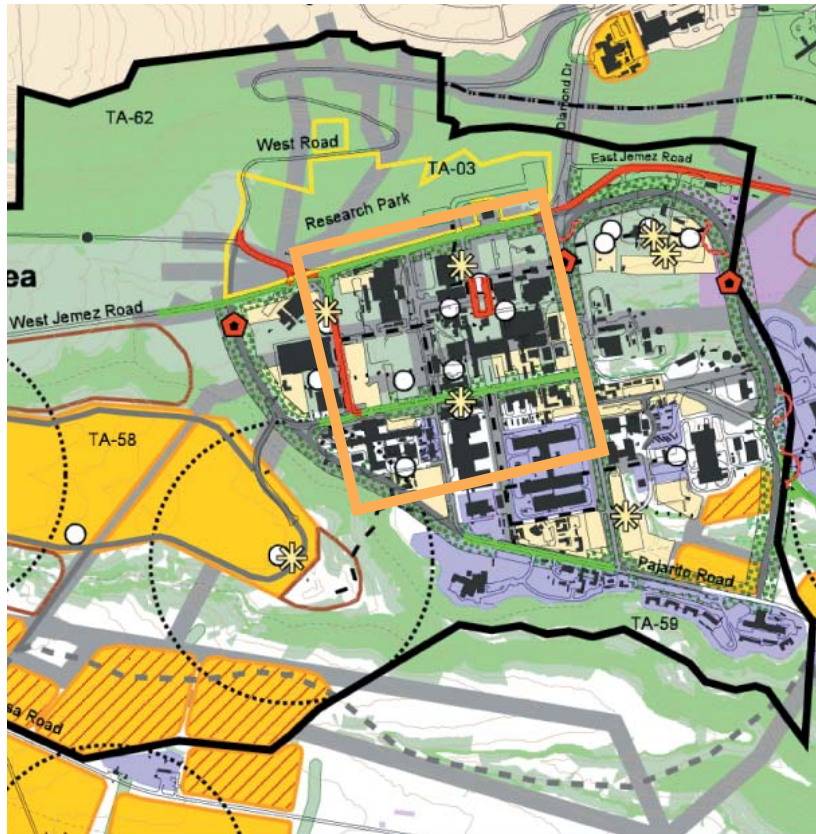 TA-62
Diamond Dr
West Road
TA-03
East Jemez Road
Research Park
ea
West Jemez Road
TA-58
Pajarito Road
TA-59
sa Road